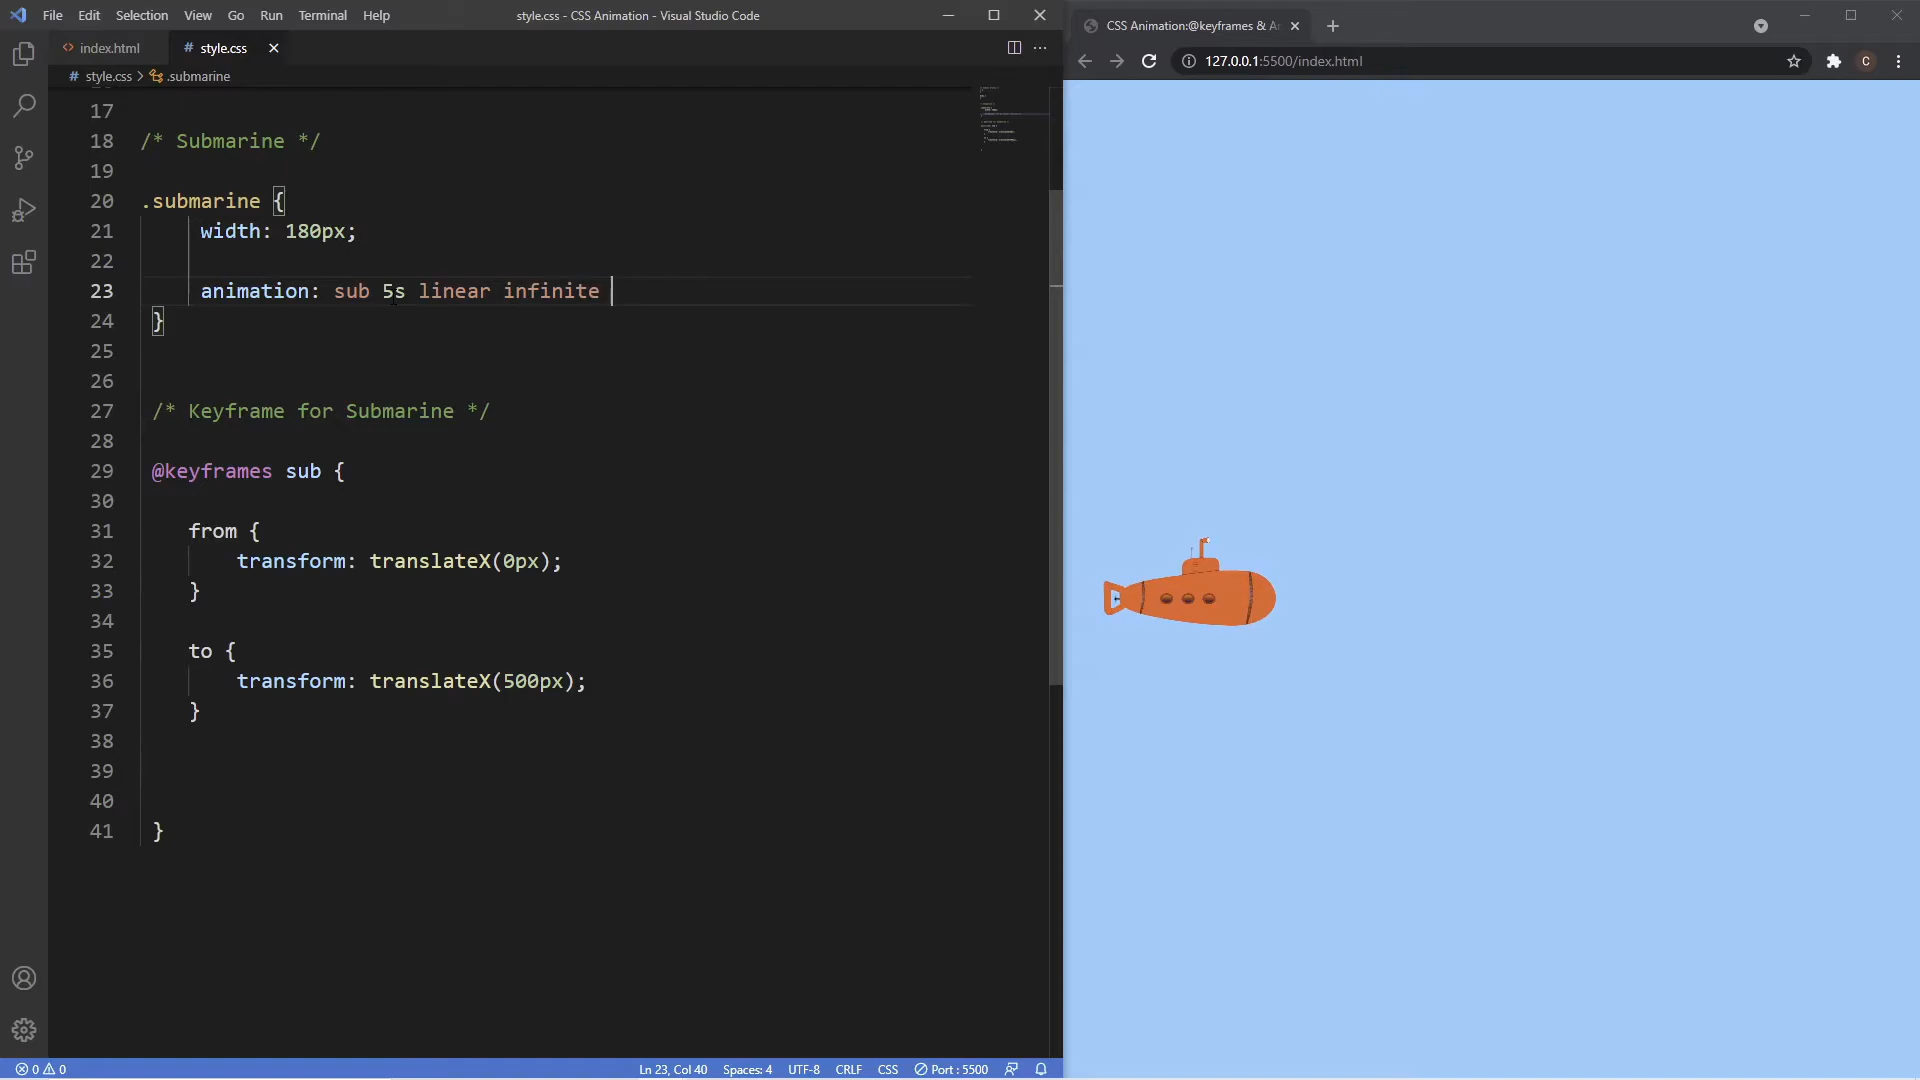 File Edit Selection View Go Run Terminal Help
style.css - CSS Animation - Visual Studio Code
index.html
# style.css
# style.css > .submarine
17
18 /* Submarine */
19
20 .submarine {
21 width: 180px;
22
23 animation: sub 5s linear infinite
24 }
25
26
27 /* Keyframe for Submarine */
28
29 @keyframes sub {
30
31 from {
32 transform: translateX(0px);
33 }
34
35 to {
36 transform: translateX(500px);
37 }
38
39
40
41 }
0 0
Ln 23, Col 40 Spaces: 4 UTF-8 CRLF CSS Port : 5500
CSS Animation:@keyframes & A
127.0.0.1:5500/index.html
C